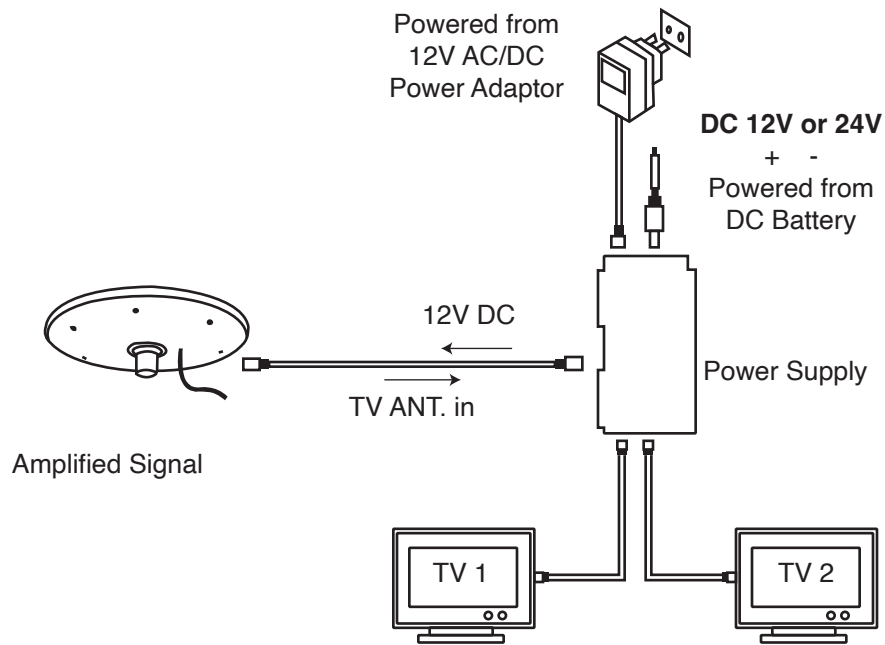 Powered from
12V AC/DC
Power Adaptor
DC 12V or 24V
+ -
Powered from
DC Battery
12V DC
TV ANT. in
Power Supply
Amplified Signal
TV 1
TV 2